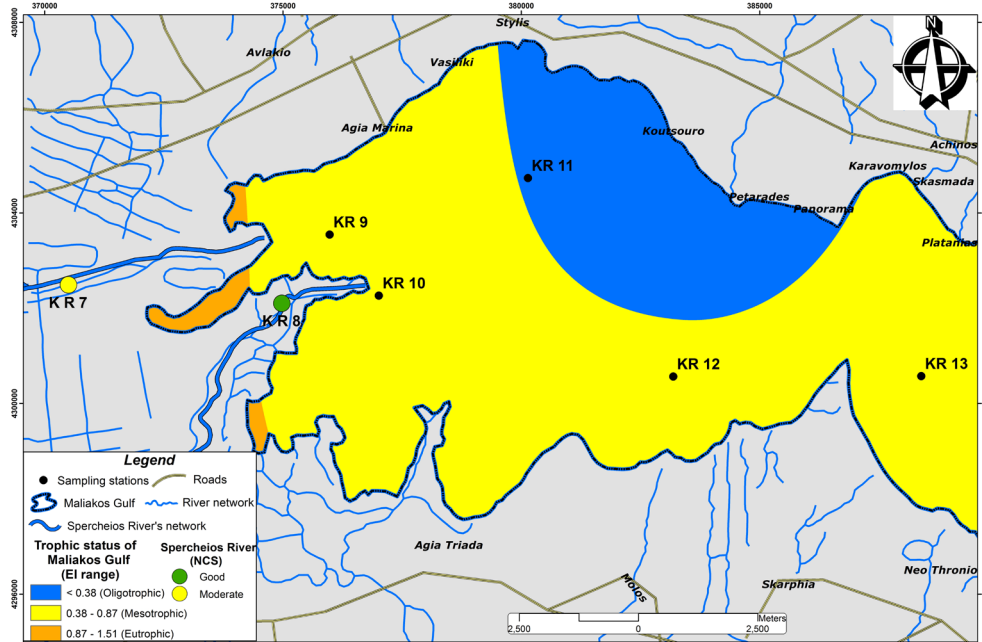 370000
375000
380000
385000
4308000
4304000
4300000
4296000
N
Stylis
Avlakio
Vasiliki
Agia Marina
Koutsouro
Achinos
Karavomylos
Skasmada
Petarades
Panorama
Platanias
KR 11
KR 9
KR 10
K R 7
K R 8
KR 12
KR 13
Agia Triada
Molos
Skarphia
Neo Thronio
Legend
Sampling stations
Roads
Maliakos Gulf
River network
Spercheios River's network
Trophic status of
Maliakos Gulf
(EI range)
< 0.38 (Oligotrophic)
0.38 - 0.87 (Mesotrophic)
0.87 - 1.51 (Eutrophic)
Spercheios River
(NCS)
Good
Moderate
Meters
2,500
0
2,500